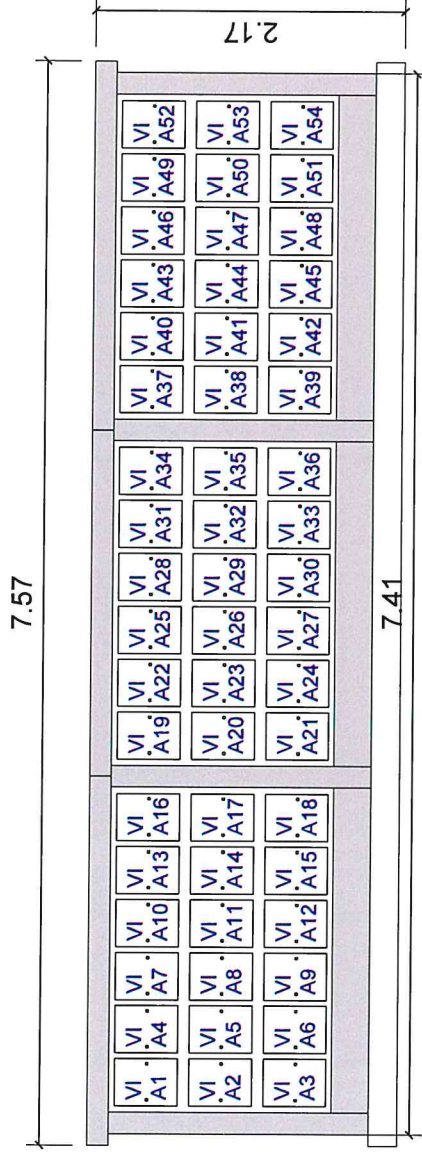 7.57
2.17
VI VI VI VI VI VI VI VI VI VI VI VI VI VI VI VI VI VI
A1 A4 A7 A10 A13 A16 A19 A22 A25 A28 A31 A34 A37 A40 A43 A46 A49 A52
VI VI VI VI VI VI VI VI VI VI VI VI VI VI VI VI VI VI
A2 A5 A8 A11 A14 A17 A20 A23 A26 A29 A32 A35 A38 A41 A44 A47 A50 A53
VI VI VI VI VI VI VI VI VI VI VI VI VI VI VI VI VI VI
A3 A6 A9 A12 A15 A18 A21 A24 A27 A30 A33 A36 A39 A42 A45 A48 A51 A54
7.41